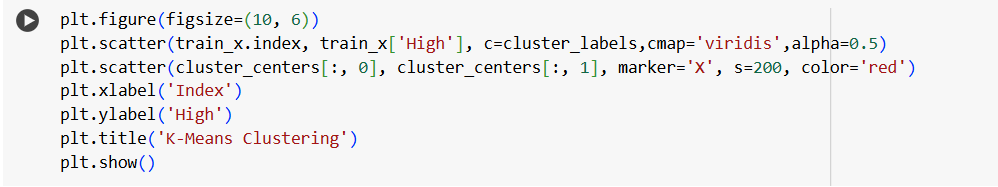 plt.figure(figsize=(10, 6))
plt.scatter(train_x.index, train_x['High'], c=cluster_labels,cmap='viridis',alpha=0.5)
plt.scatter(cluster_centers[:, 0], cluster_centers[:, 1], marker='X', s=200, color='red')
plt.xlabel('Index')
plt.ylabel('High')
plt.title('K-Means Clustering')
plt.show()